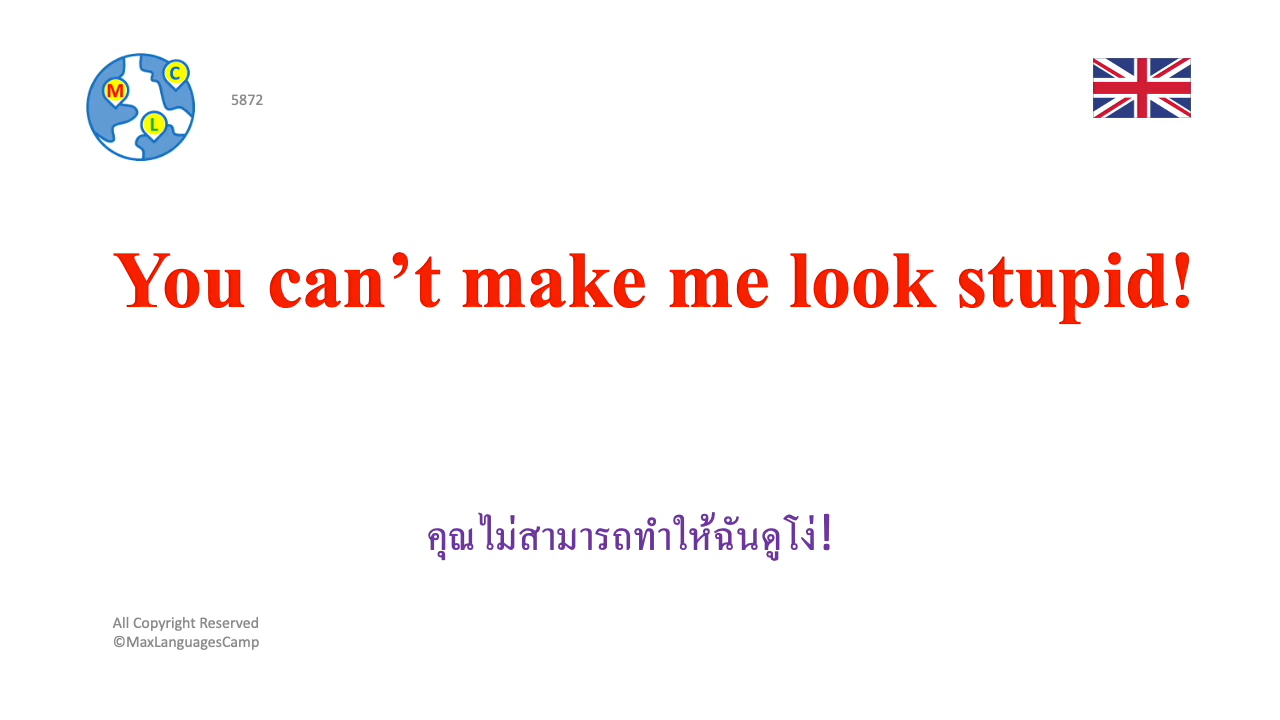 M
C
L
5872
You can’t make me look stupid!
คุณไม่สามารถทำให้ฉันดูโง่!
All Copyright Reserved
©MaxLanguagesCamp